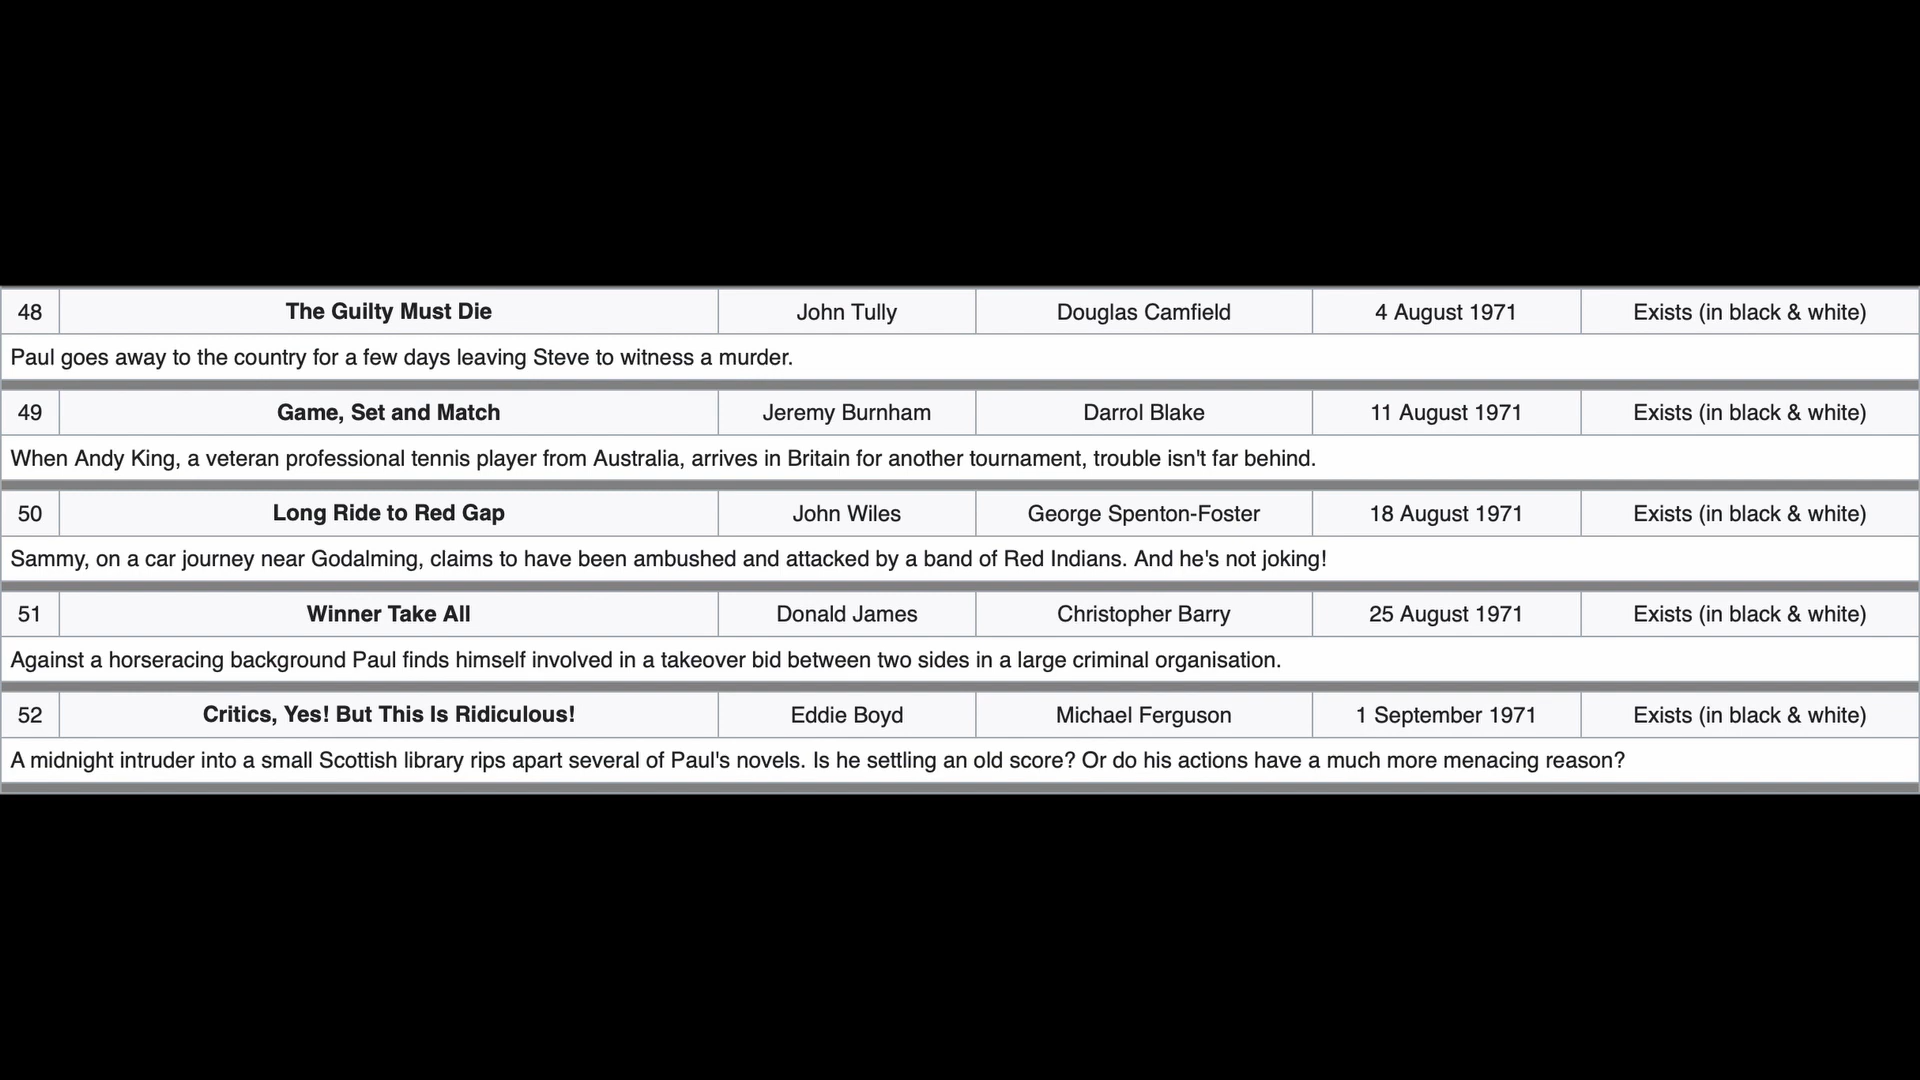 48 The Guilty Must Die John Tully Douglas Camfield 4 August 1971 Exists (in black & white)
Paul goes away to the country for a few days leaving Steve to witness a murder.
49 Game, Set and Match Jeremy Burnham Darrol Blake 11 August 1971 Exists (in black & white)
When Andy King, a veteran professional tennis player from Australia, arrives in Britain for another tournament, trouble isn't far behind.
50 Long Ride to Red Gap John Wiles George Spenton-Foster 18 August 1971 Exists (in black & white)
Sammy, on a car journey near Godalming, claims to have been ambushed and attacked by a band of Red Indians. And he's not joking!
51 Winner Take All Donald James Christopher Barry 25 August 1971 Exists (in black & white)
Against a horseracing background Paul finds himself involved in a takeover bid between two sides in a large criminal organisation.
52 Critics, Yes! But This Is Ridiculous! Eddie Boyd Michael Ferguson 1 September 1971 Exists (in black & white)
A midnight intruder into a small Scottish library rips apart several of Paul's novels. Is he settling an old score? Or do his actions have a much more menacing reason?